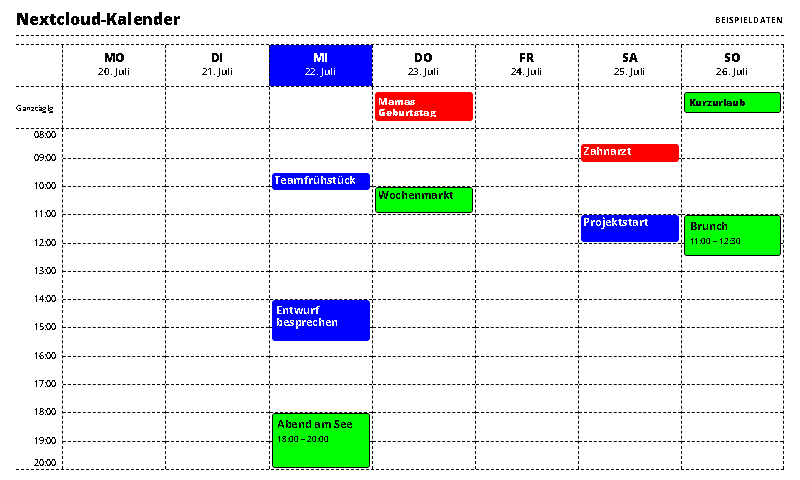 Nextcloud-Kalender
BEISPIELDATEN
MO
20. Juli
DI
21. Juli
MI
22. Juli
DO
23. Juli
FR
24. Juli
SA
25. Juli
SO
26. Juli
Ganztägig
Mamas
Geburtstag
Kurzurlaub
08:00
09:00
10:00
11:00
12:00
13:00
14:00
15:00
16:00
17:00
18:00
19:00
20:00
Teamfrühstück
Entwurf
besprechen
Abend am See
18:00 – 20:00
Wochenmarkt
Zahnarzt
Projektstart
Brunch
11:00 – 12:30